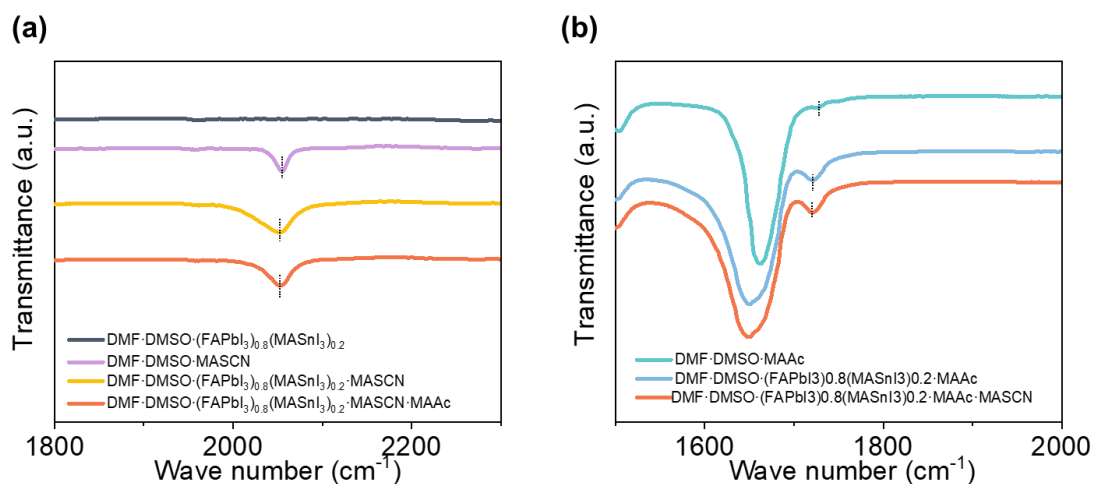 (a)
Transmittance (a.u.)
DMF·DMSO·(FAPbI₃)₀.₈(MASnI₃)₀.₂
DMF·DMSO·MASCN
DMF·DMSO·(FAPbI₃)₀.₈(MASnI₃)₀.₂·MASCN
DMF·DMSO·(FAPbI₃)₀.₈(MASnI₃)₀.₂·MASCN·MAAc
1800 2000 2200
Wave number (cm⁻¹)
(b)
Transmittance (a.u.)
DMF·DMSO·MAAc
DMF·DMSO·(FAPbI3)0.8(MASnI3)0.2·MAAc
DMF·DMSO·(FAPbI3)0.8(MASnI3)0.2·MAAc·MASCN
1600 1800 2000
Wave number (cm⁻¹)